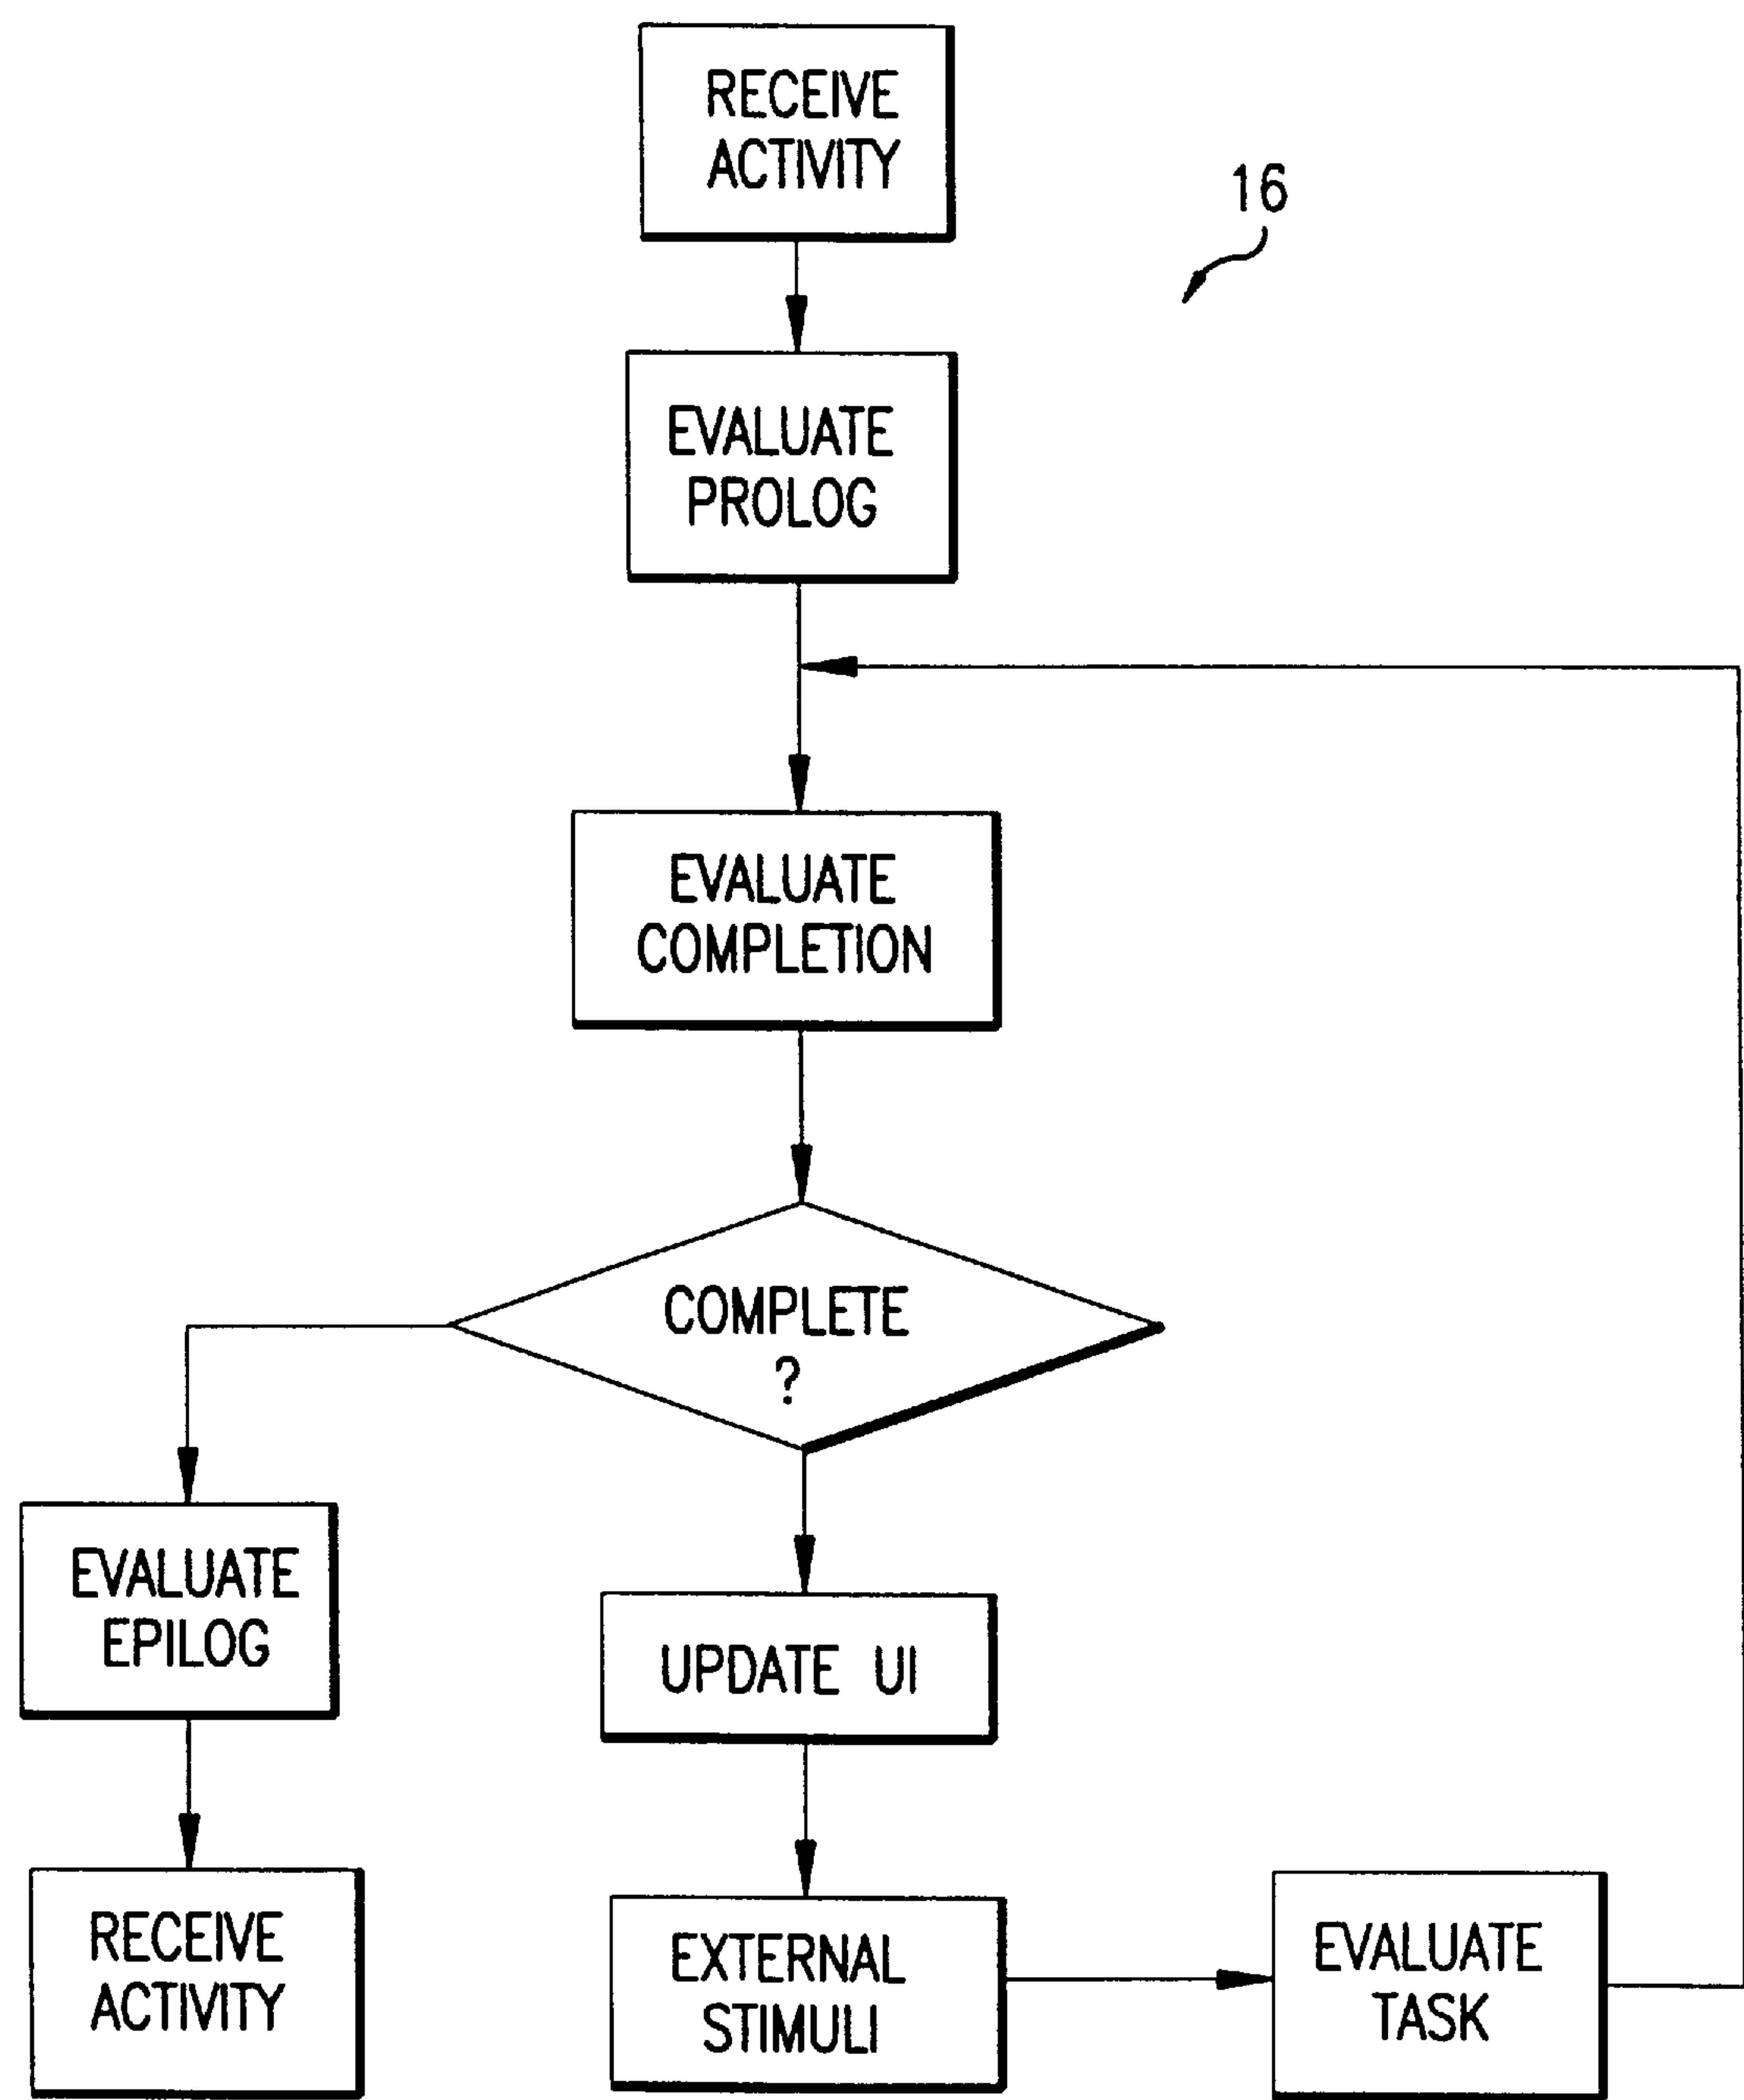 RECEIVE
ACTIVITY
16
EVALUATE
PROLOG
EVALUATE
COMPLETION
COMPLETE
?
EVALUATE
EPILOG
UPDATE UI
RECEIVE
ACTIVITY
EXTERNAL
STIMULI
EVALUATE
TASK